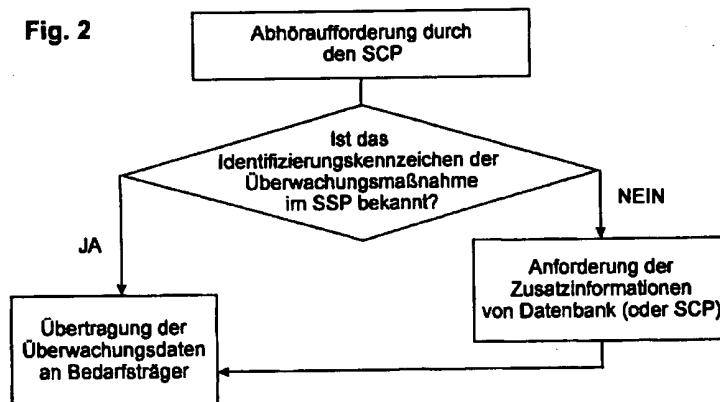 Fig. 2
Abhöraufforderung durch
den SCP
Ist das
Identifizierungskennzeichen der
Überwachungsmaßnahme
im SSP bekannt?
JA
NEIN
Anforderung der
Zusatzinformationen
von Datenbank (oder SCP)
Übertragung der
Überwachungsdaten
an Bedarfsträger